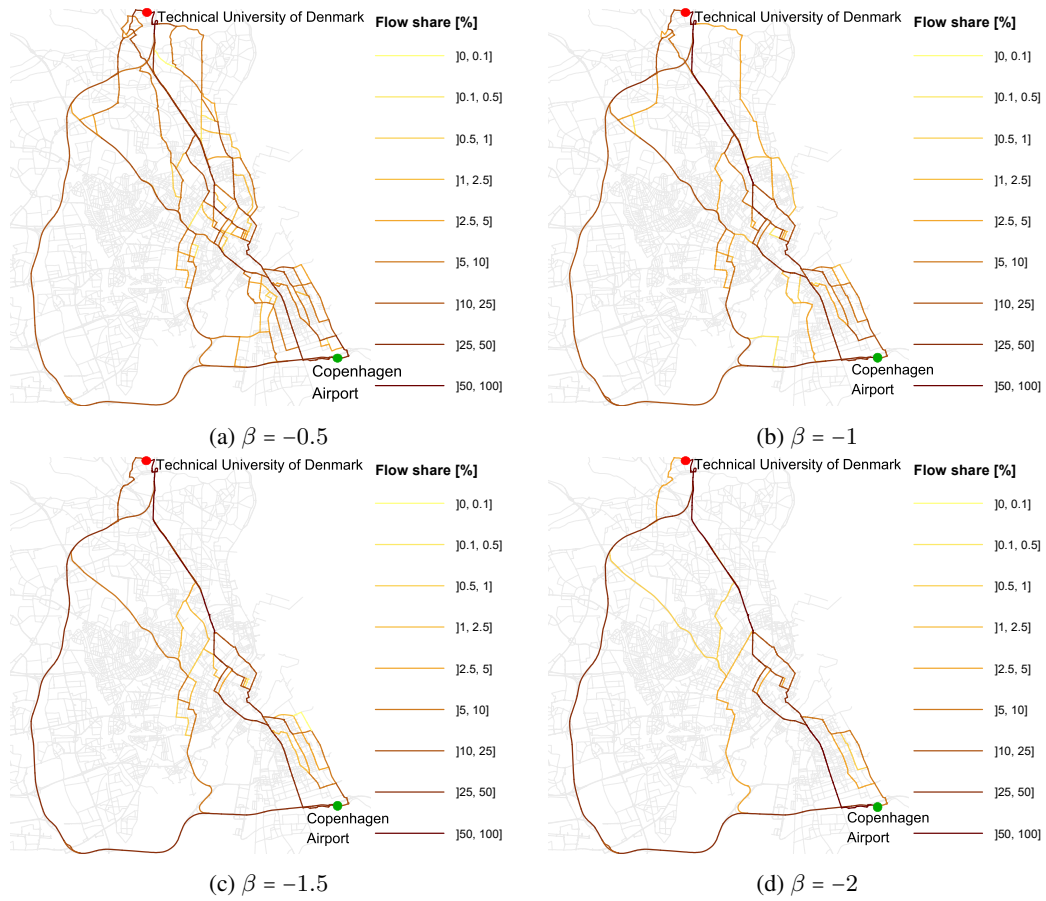 Technical University of Denmark
Flow share [%]
]0, 0.1]
]0.1, 0.5]
]0.5, 1]
]1, 2.5]
]2.5, 5]
]5, 10]
]10, 25]
]25, 50]
]50, 100]
Copenhagen
Airport
(a) β = −0.5
Technical University of Denmark
Flow share [%]
]0, 0.1]
]0.1, 0.5]
]0.5, 1]
]1, 2.5]
]2.5, 5]
]5, 10]
]10, 25]
]25, 50]
]50, 100]
Copenhagen
Airport
(b) β = −1
Technical University of Denmark
Flow share [%]
]0, 0.1]
]0.1, 0.5]
]0.5, 1]
]1, 2.5]
]2.5, 5]
]5, 10]
]10, 25]
]25, 50]
]50, 100]
Copenhagen
Airport
(c) β = −1.5
Technical University of Denmark
Flow share [%]
]0, 0.1]
]0.1, 0.5]
]0.5, 1]
]1, 2.5]
]2.5, 5]
]5, 10]
]10, 25]
]25, 50]
]50, 100]
Copenhagen
Airport
(d) β = −2